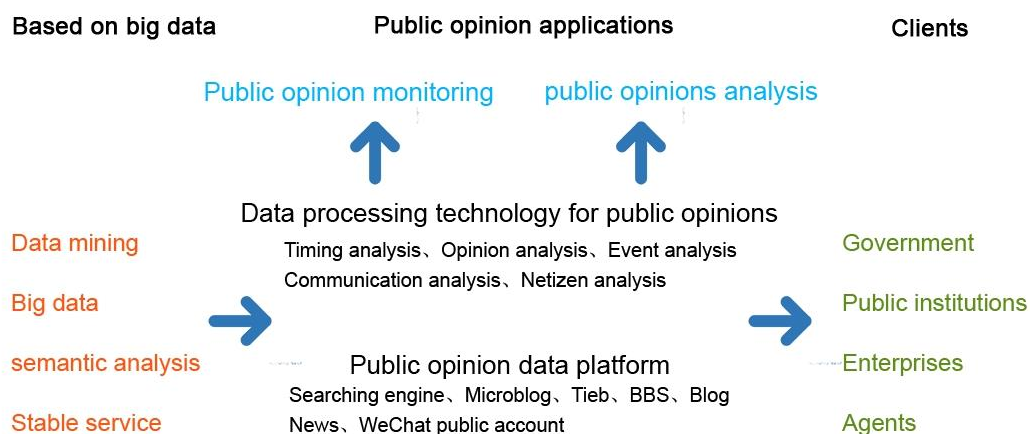 Based on big data
Public opinion applications
Clients
Public opinion monitoring
public opinions analysis
Data processing technology for public opinions
Timing analysis、Opinion analysis、Event analysis
Communication analysis、Netizen analysis
Data mining
Big data
semantic analysis
Stable service
Public opinion data platform
Searching engine、Microblog、Tieb、BBS、Blog
News、WeChat public account
Government
Public institutions
Enterprises
Agents